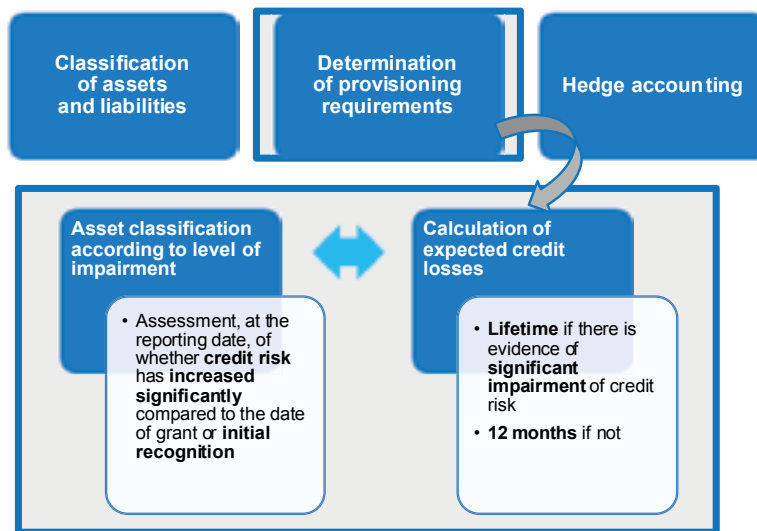 Classification
of assets
and liabilities
Determination
of provisioning
requirements
Hedge accounting
Asset classification
according to level of
impairment
• Assessment, at the
reporting date, of
whether credit risk
has increased
significantly
compared to the date
of grant or initial
recognition
Calculation of
expected credit
losses
• Lifetime if there is
evidence of
significant
impairment of credit
risk
• 12 months if not